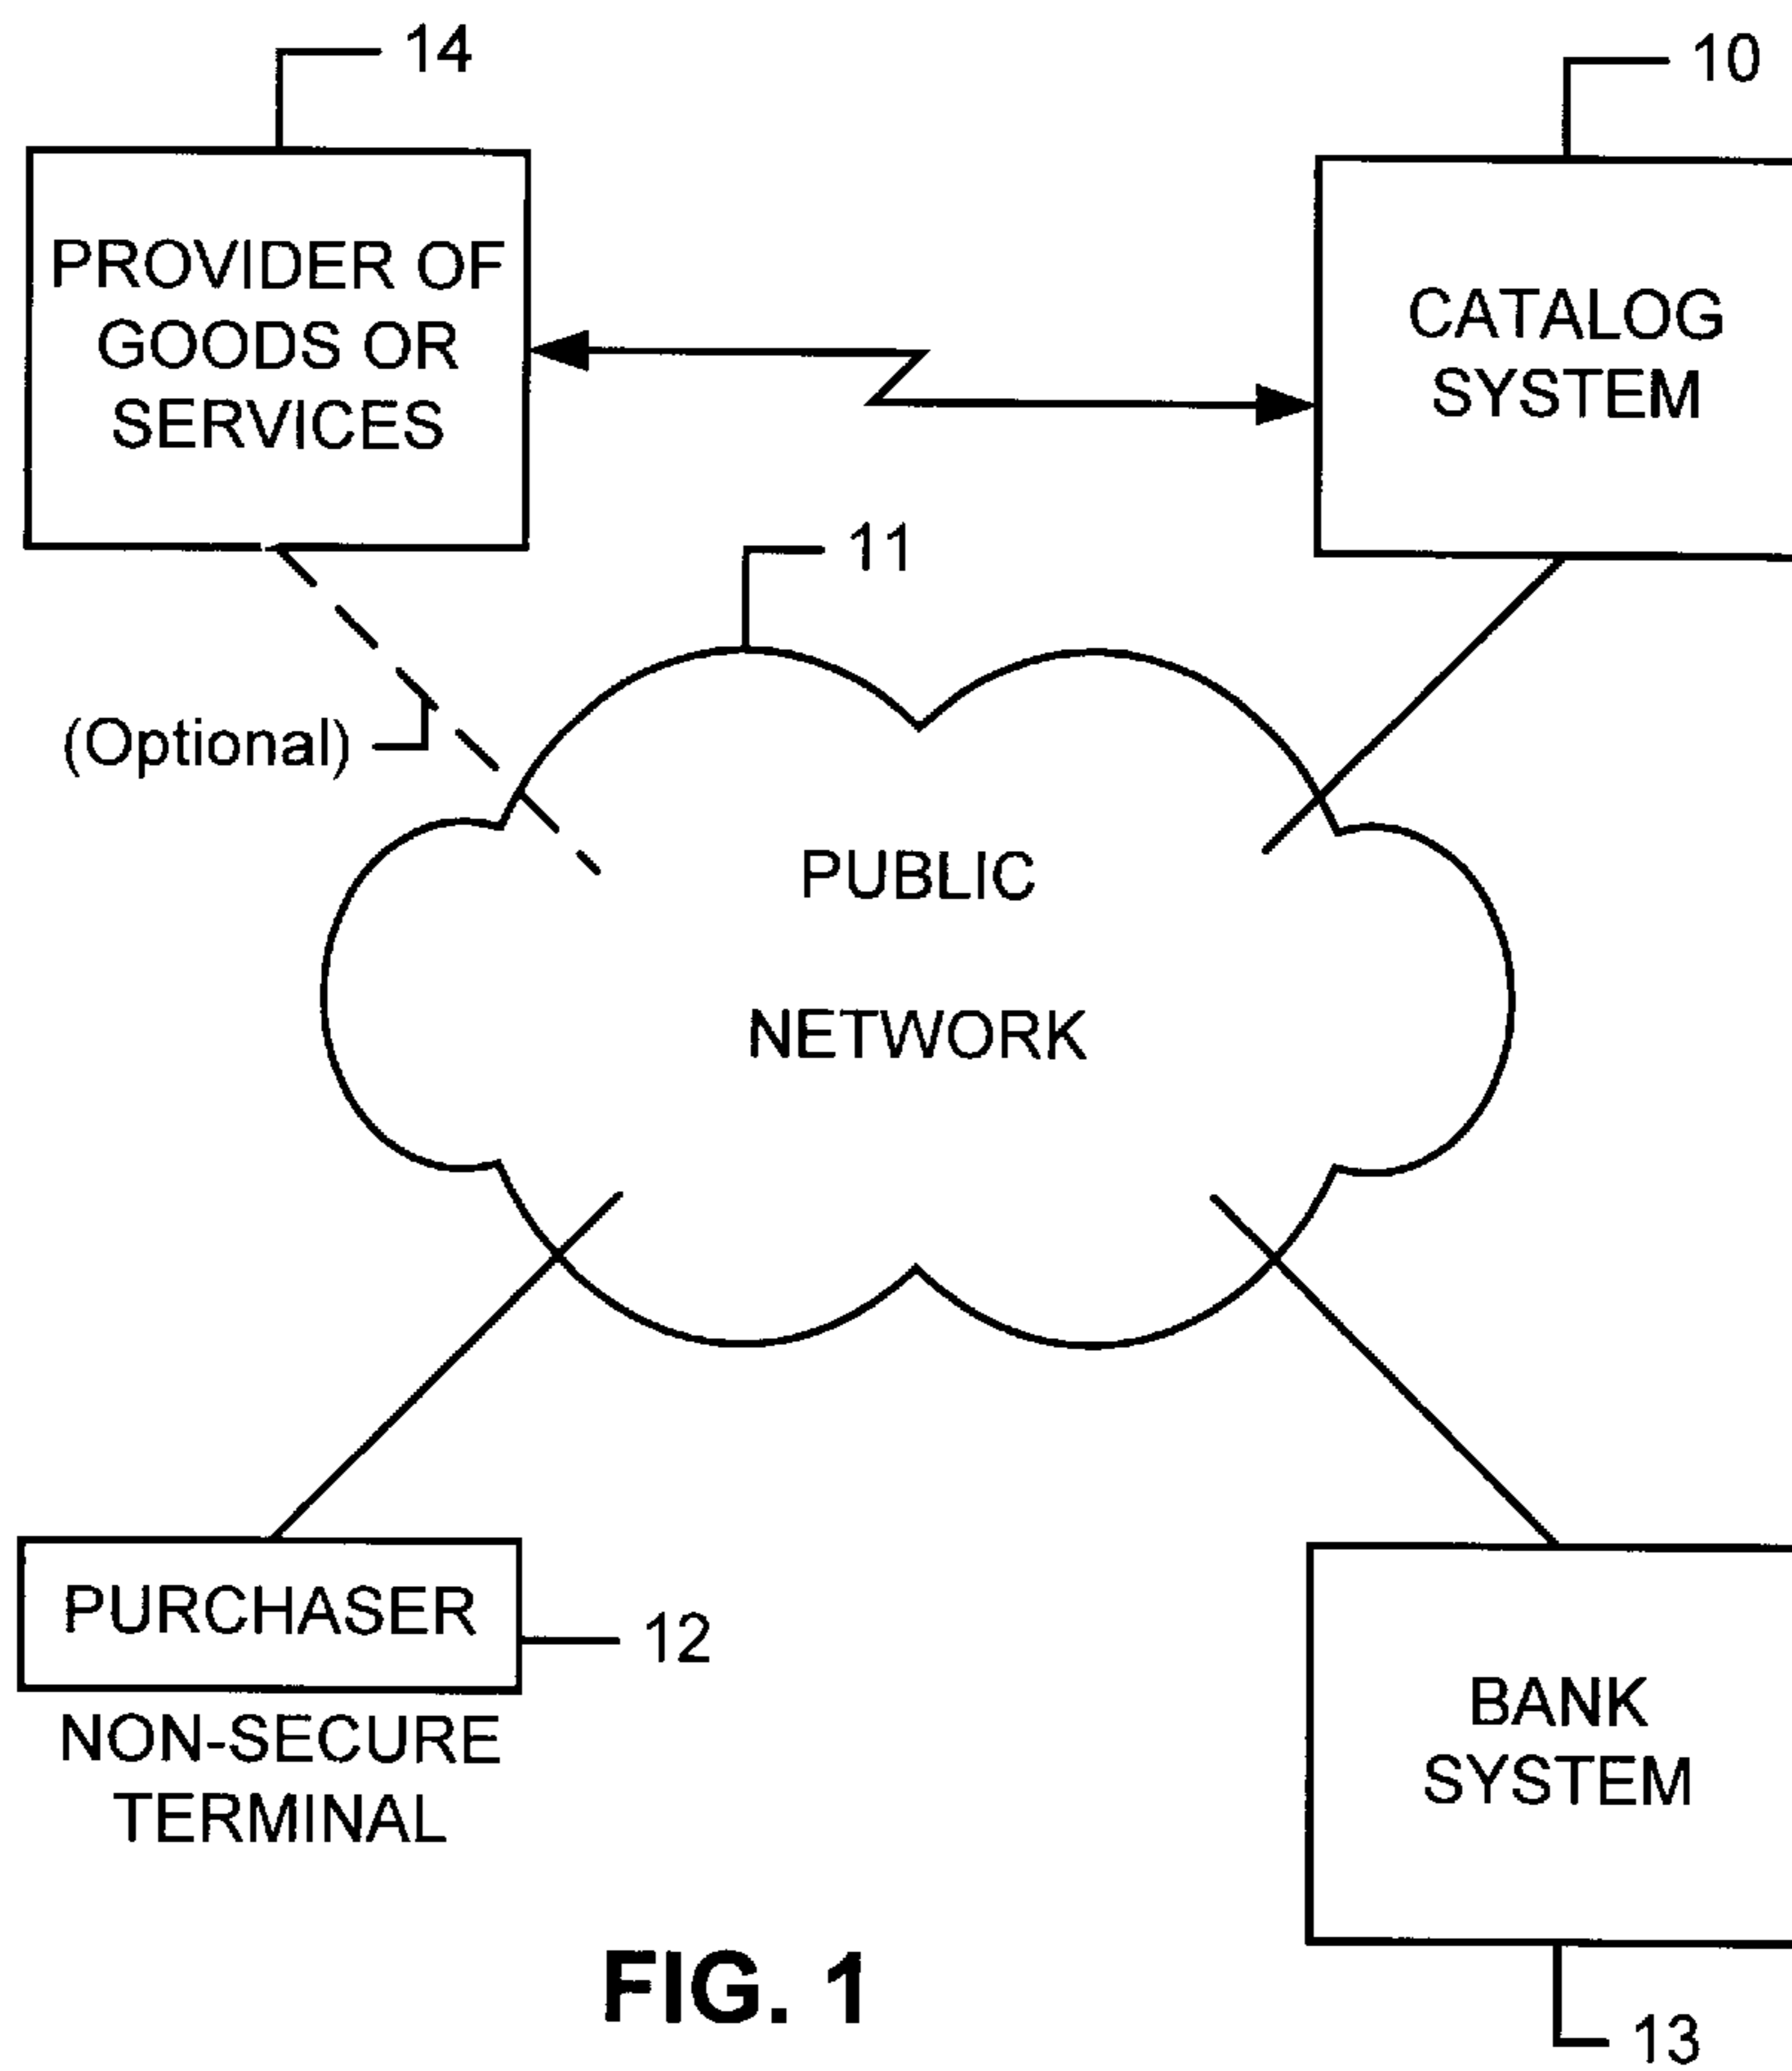 14
10
PROVIDER OF
GOODS OR
SERVICES
CATALOG
SYSTEM
11
(Optional)
PUBLIC
NETWORK
PURCHASER
12
NON-SECURE
TERMINAL
BANK
SYSTEM
FIG. 1
13